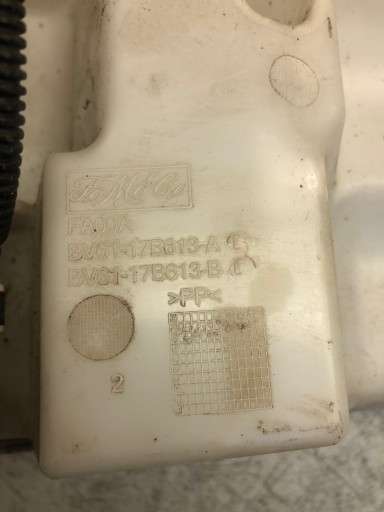 FoMoCo
FA00A
BV61-17B613-A
BV61-17B613-B
>PP<
2